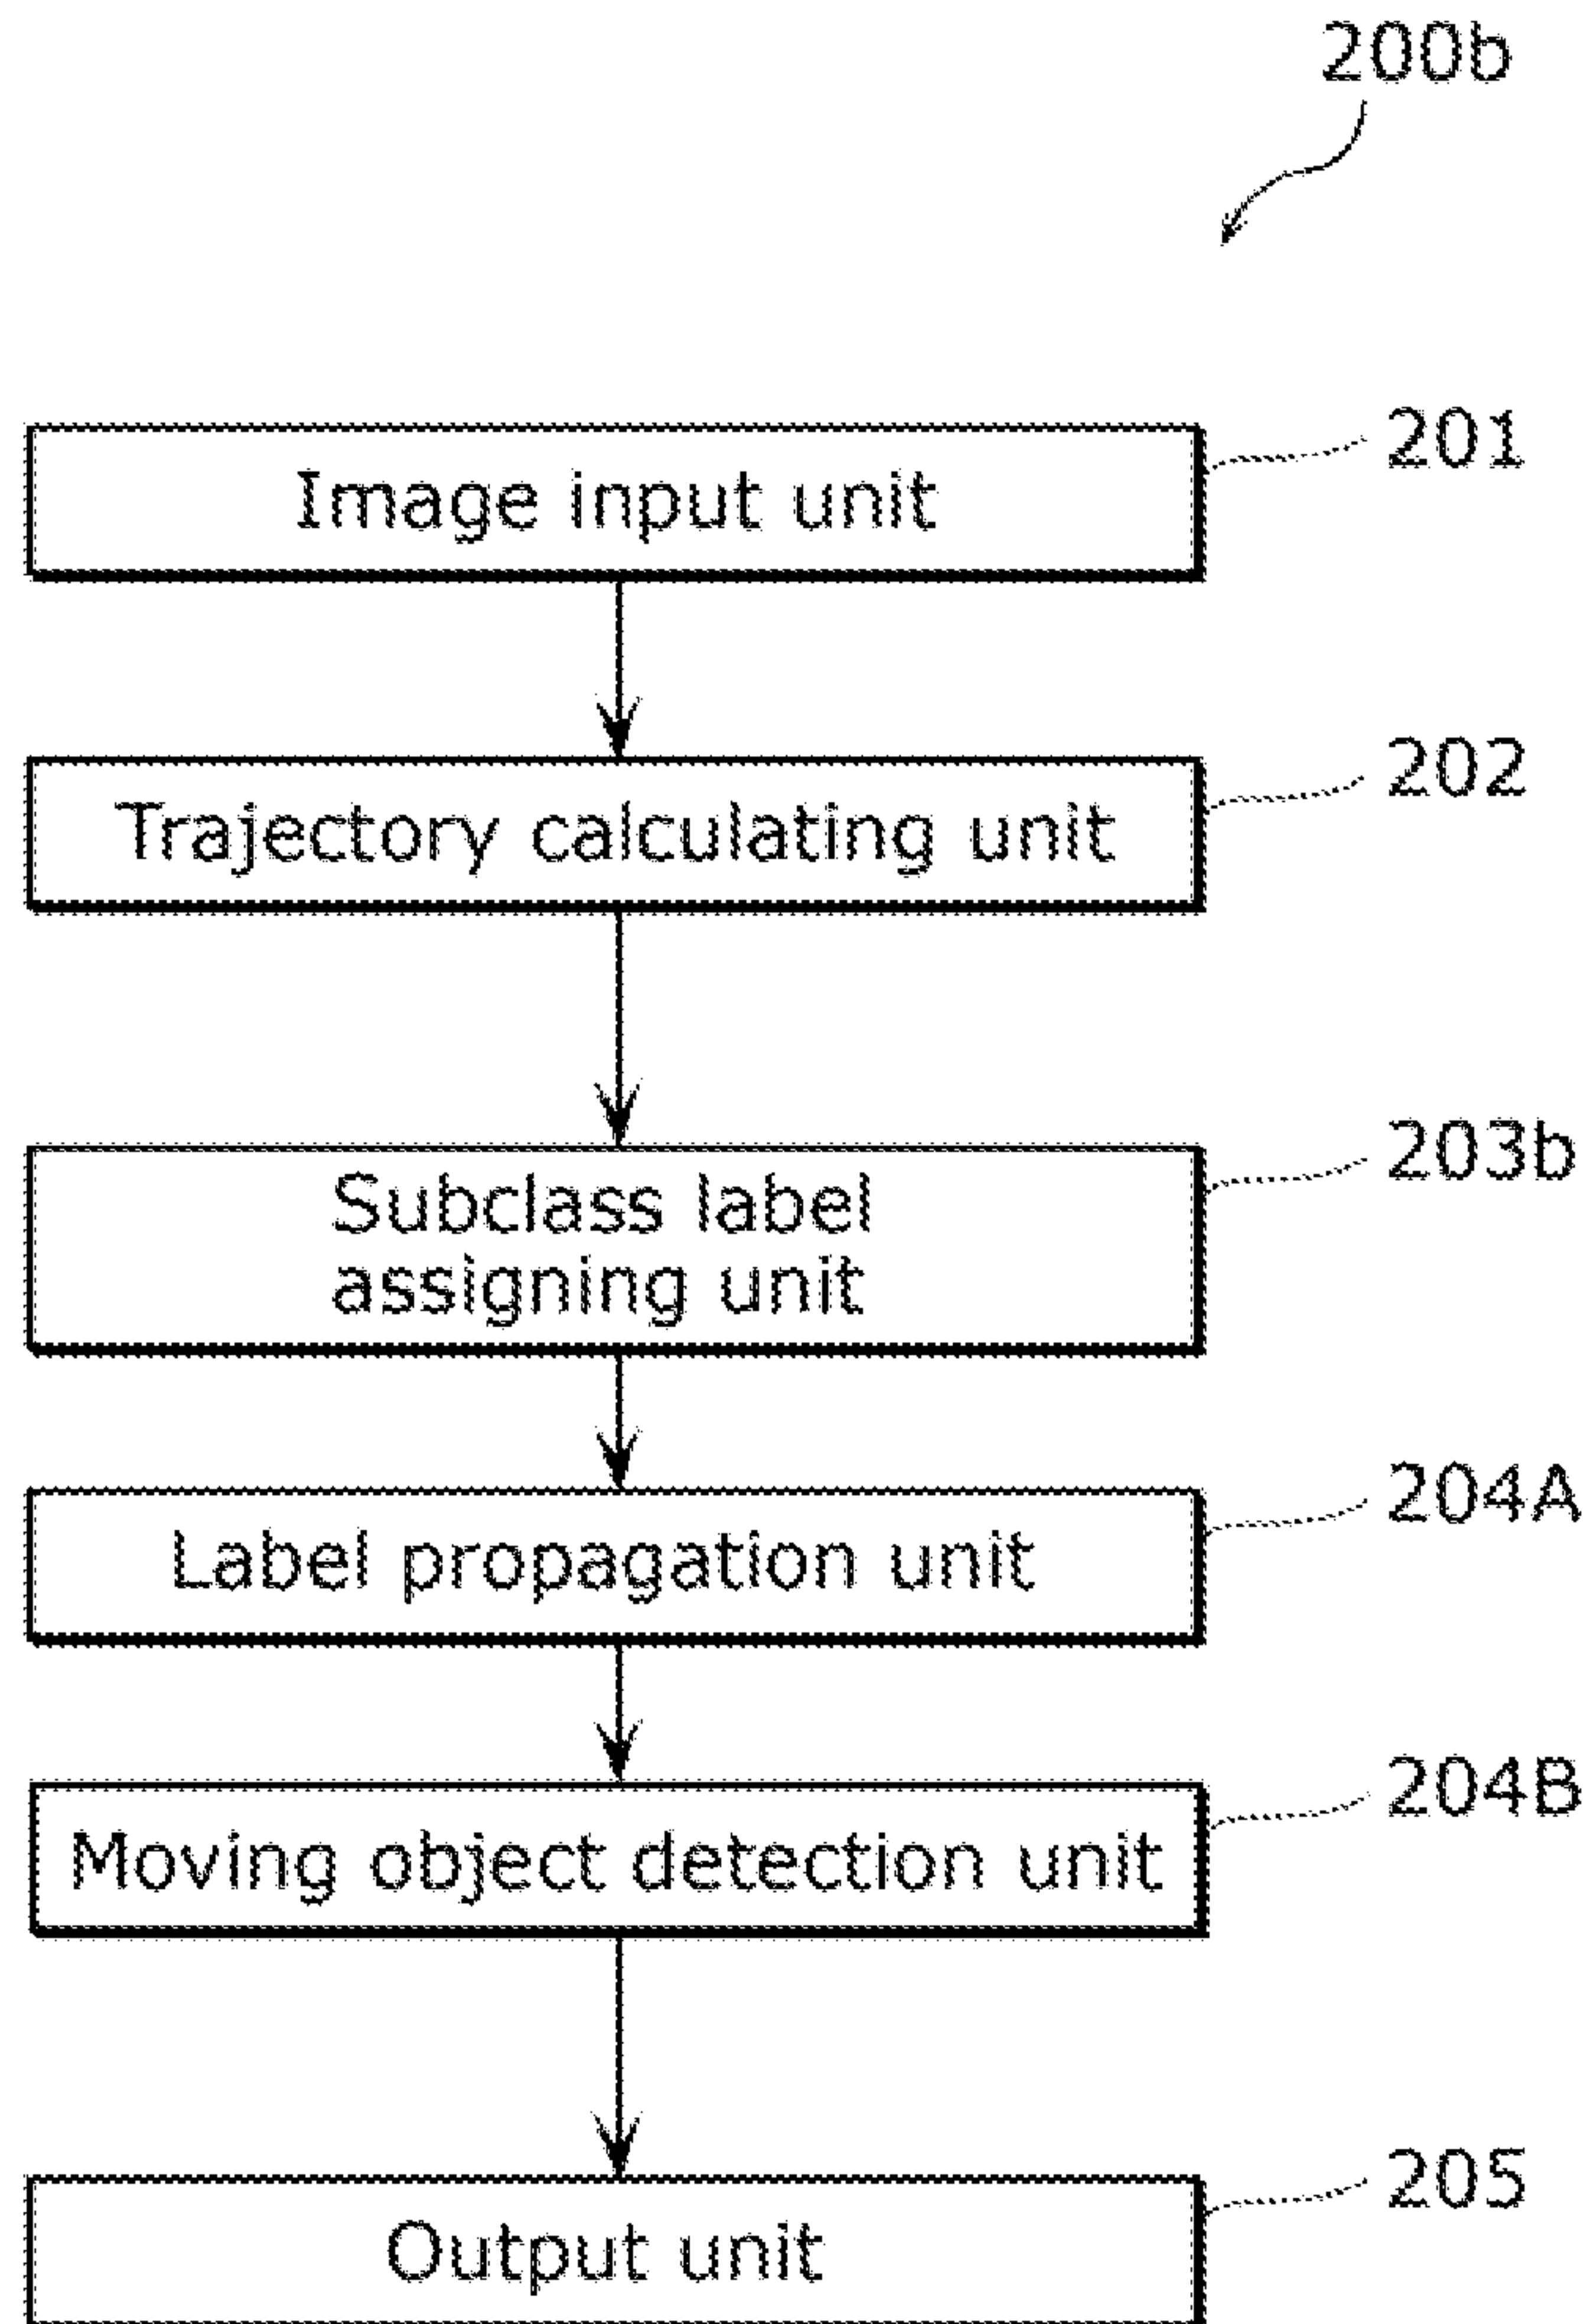 200b
Image input unit
201
Trajectory calculating unit
202
Subclass label
assigning unit
203b
Label propagation unit
204A
Moving object detection unit
204B
Output unit
205